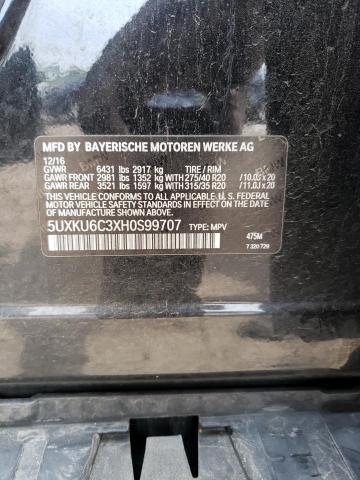 MFD BY BAYERISCHE MOTOREN WERKE AG
12/16
GVWR 6431 lbs 2917 kg TIRE / RIM
GAWR FRONT 2981 lbs 1352 kg WITH 275/40 R20 /10.0J x 20
GAWR REAR 3521 lbs 1597 kg WITH 315/35 R20 /11.0J x 20
THIS VEHICLE CONFORMS TO ALL APPLICABLE U. S. FEDERAL
MOTOR VEHICLE SAFETY STANDARDS IN EFFECT ON THE
DATE OF MANUFACTURE SHOWN ABOVE.
5UXKU6C3XH0S99707 TYPE: MPV 475M
7 320 729